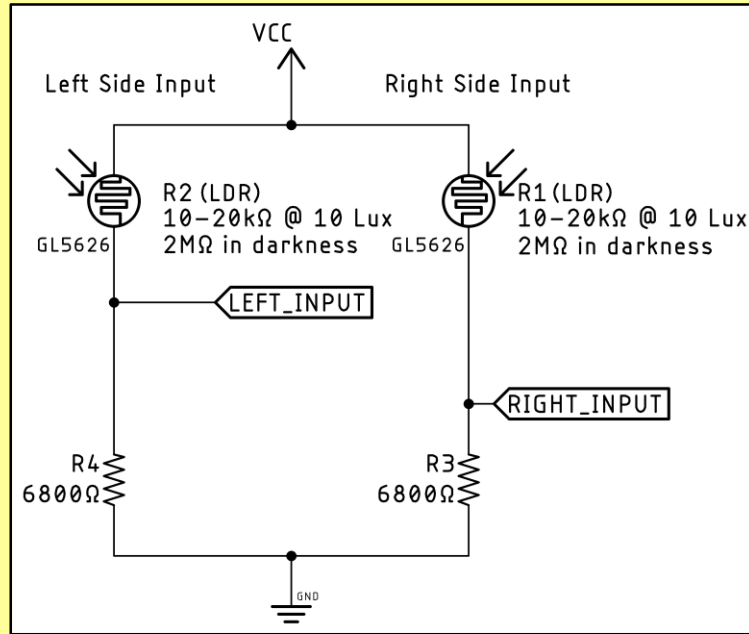 VCC
Left Side Input
Right Side Input
R2 (LDR)
10-20kΩ @ 10 Lux
2MΩ in darkness
GL5626
R1 (LDR)
10-20kΩ @ 10 Lux
2MΩ in darkness
GL5626
LEFT_INPUT
RIGHT_INPUT
R4
6800Ω
R3
6800Ω
GND